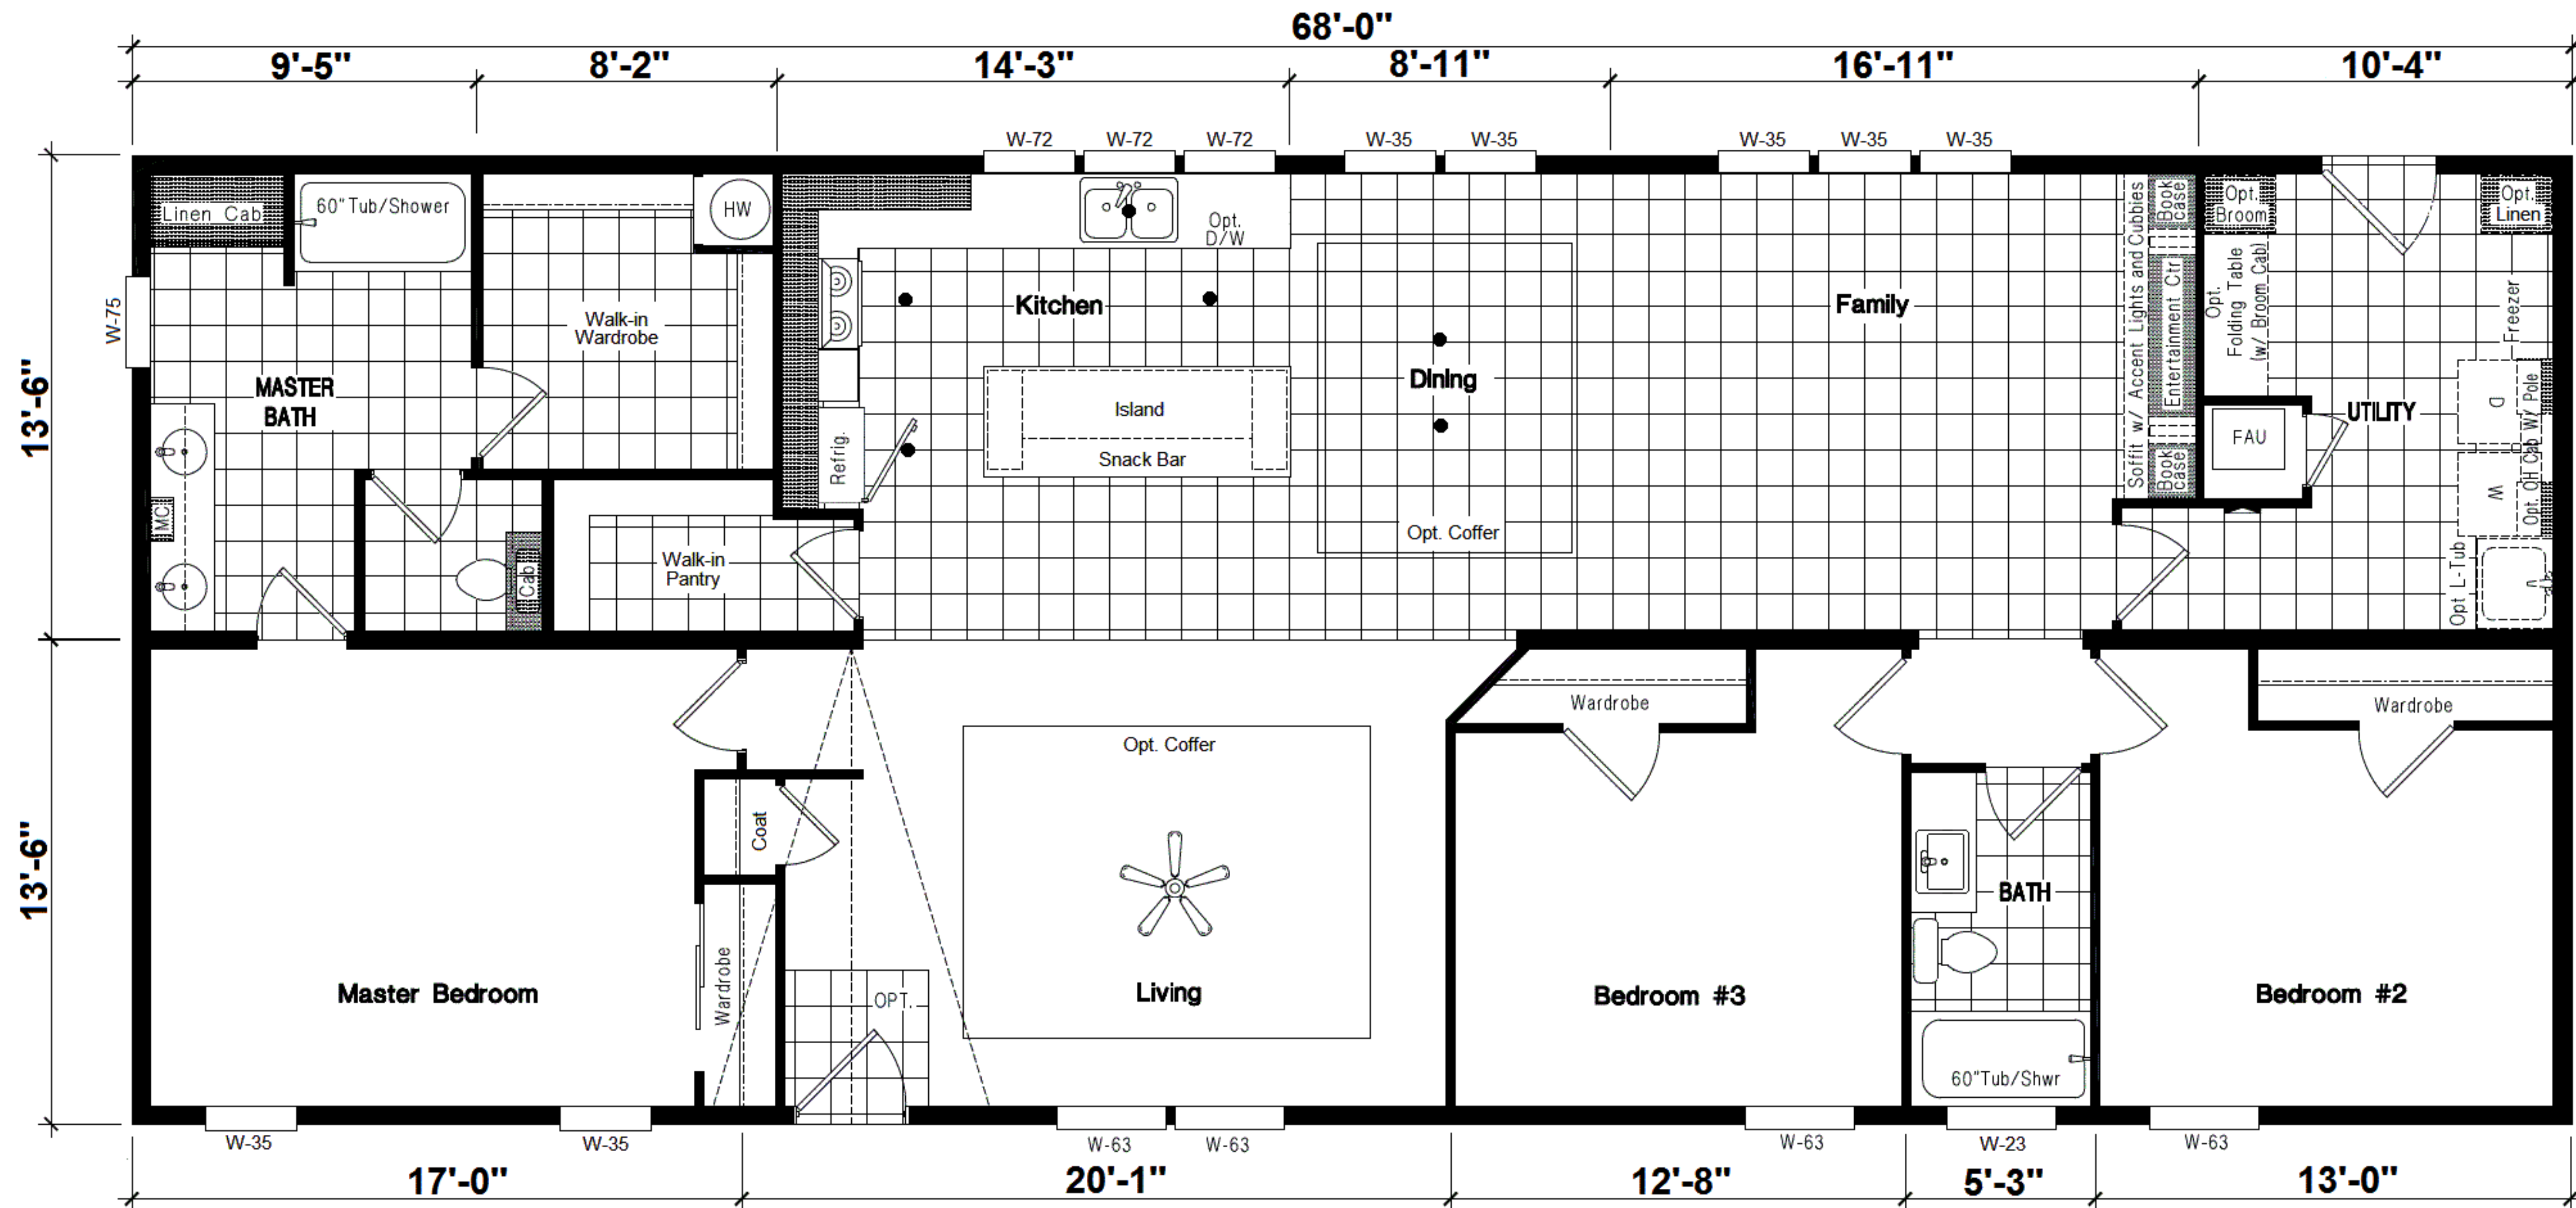 68'-0"
9'-5"
8'-2"
14'-3"
8'-11"
16'-11"
10'-4"
W-72
W-72
W-72
W-35
W-35
W-35
W-35
W-35
Linen Cab
60"Tub/Shower
HW
Opt.
D/W
Book
case
Opt.
Broom
Opt.
Linen
W-75
Walk-in
Wardrobe
Kitchen
Family
Soffit w/ Accent Lights and Cubbies
Entertainment Ctr
Opt.
Folding Table
(w/ Broom Cab)
Freezer
13'-6"
MASTER
BATH
Island
Snack Bar
Dining
UTILITY
D
Opt. OH Cab W/ Pole
FAU
Refrig.
Book
case
W
MC
Opt. Coffer
Walk-in
Pantry
Cab
Opt L-Tub
Wardrobe
Wardrobe
Opt. Coffer
13'-6"
Coat
BATH
Wardrobe
Master Bedroom
OPT.
Living
Bedroom #3
Bedroom #2
60"Tub/Shwr
W-35
W-35
W-63
W-63
W-63
W-23
W-63
17'-0"
20'-1"
12'-8"
5'-3"
13'-0"